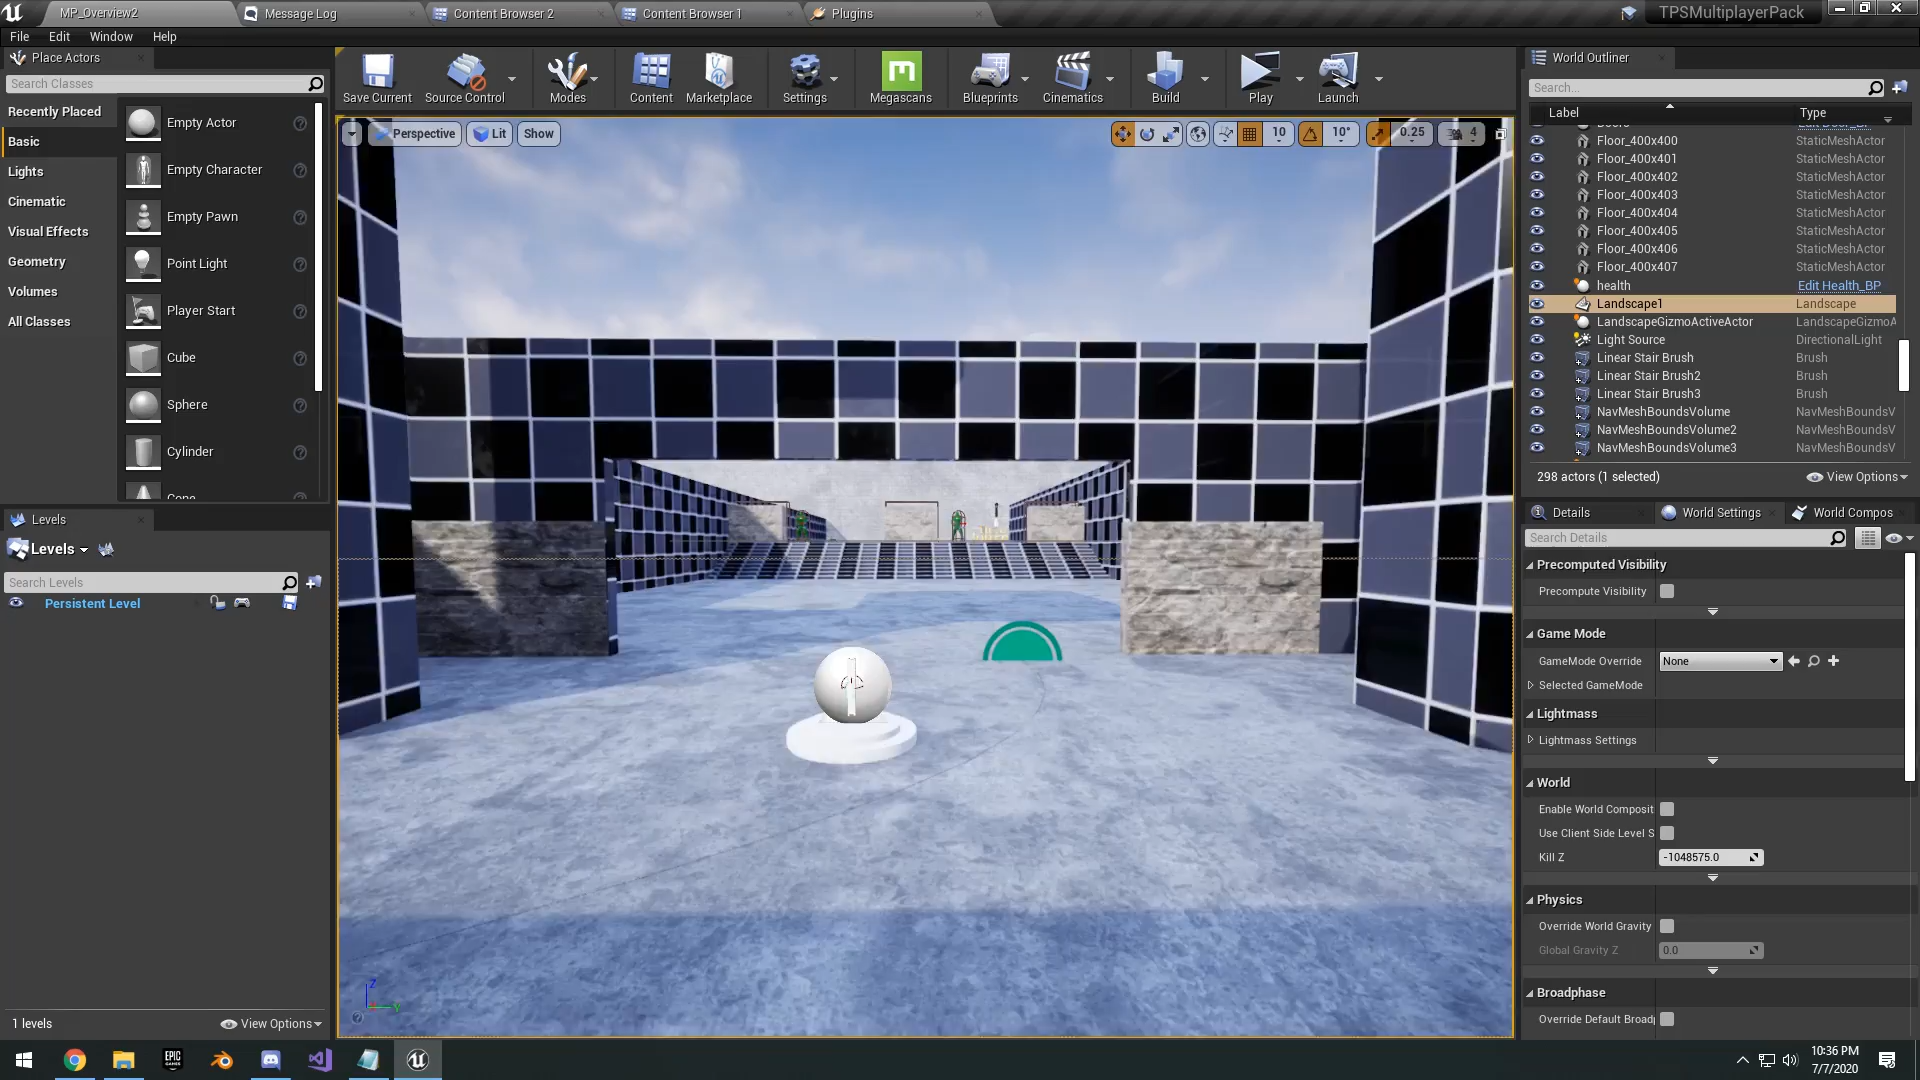 MP_Overview2
Message Log
Content Browser 2
Content Browser 1
Plugins
TPSMultiplayerPack
File
Edit
Window
Help
Place Actors
Search Classes
Recently Placed
Basic
Lights
Cinematic
Visual Effects
Geometry
Volumes
All Classes
Empty Actor
Empty Character
Empty Pawn
Point Light
Player Start
Cube
Sphere
Cylinder
Cone
Levels
Levels
Search Levels
Persistent Level
1 levels
View Options
Save Current
Source Control
Modes
Content
Marketplace
Settings
Megascans
Blueprints
Cinematics
Build
Play
Launch
Perspective
Lit
Show
10
10°
0.25
4
Z
World Outliner
Search...
Label
Type
Floor_400x400
StaticMeshActor
Floor_400x401
StaticMeshActor
Floor_400x402
StaticMeshActor
Floor_400x403
StaticMeshActor
Floor_400x404
StaticMeshActor
Floor_400x405
StaticMeshActor
Floor_400x406
StaticMeshActor
Floor_400x407
StaticMeshActor
health
Edit Health_BP
Landscape1
Landscape
LandscapeGizmoActiveActor
LandscapeGizmoA
Light Source
DirectionalLight
Linear Stair Brush
Brush
Linear Stair Brush2
Brush
Linear Stair Brush3
Brush
NavMeshBoundsVolume
NavMeshBoundsV
NavMeshBoundsVolume2
NavMeshBoundsV
NavMeshBoundsVolume3
NavMeshBoundsV
298 actors (1 selected)
View Options
Details
World Settings
World Compos
Search Details
Precomputed Visibility
Precompute Visibility
Game Mode
GameMode Override
None
Selected GameMode
Lightmass
Lightmass Settings
World
Enable World Composit
Use Client Side Level S
Kill Z
-1048575.0
Physics
Override World Gravity
Global Gravity Z
0.0
Broadphase
Override Default Broadp
EPIC
GAMES
10:36 PM
7/7/2020